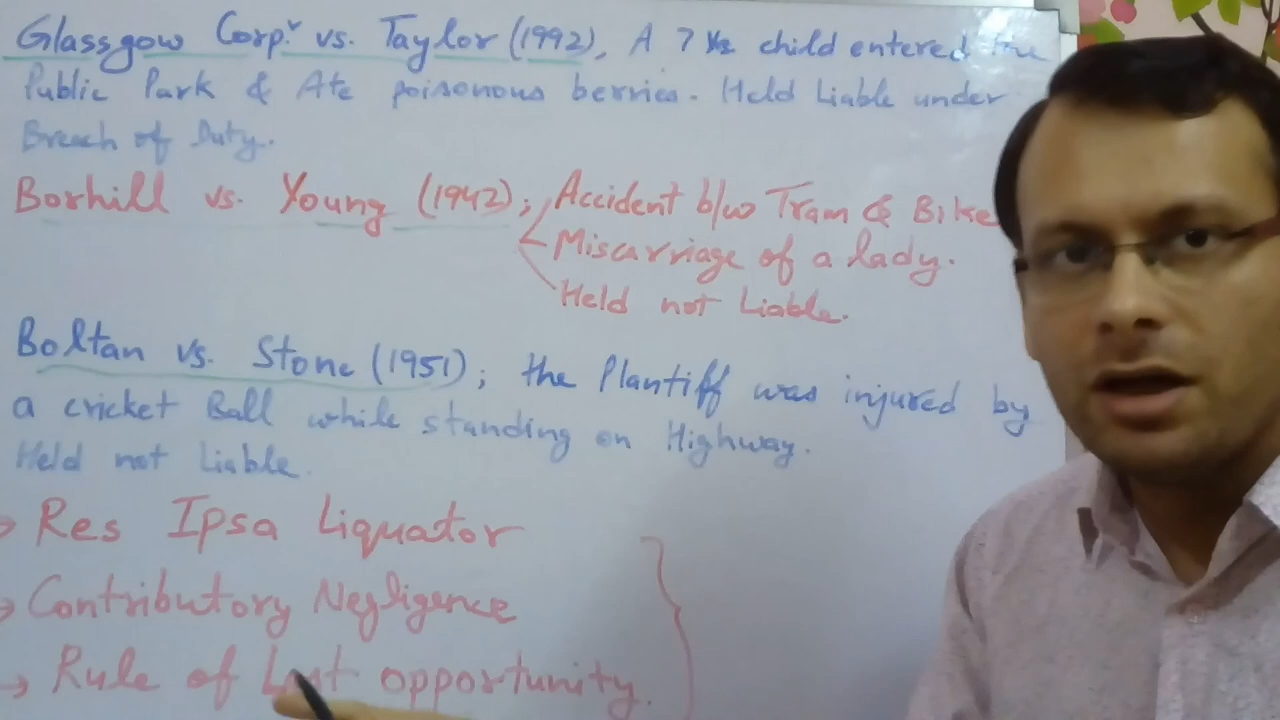 Glassgow Corpr vs. Taylor (1992), A 7 ½ child entered the
Public Park & Ate poisonous berries. Held Liable under
Breach of Duty.
Borhill vs. Young (1942); Accident b/w Tram & Bike
Miscarriage of a lady.
Held not Liable.
Boltan vs. Stone (1951); the Plantiff was injured by
a cricket Ball while standing on Highway.
Held not Liable.
→ Res Ipsa Liquator
→ Contributory Negligence
→ Rule of Last opportunity.